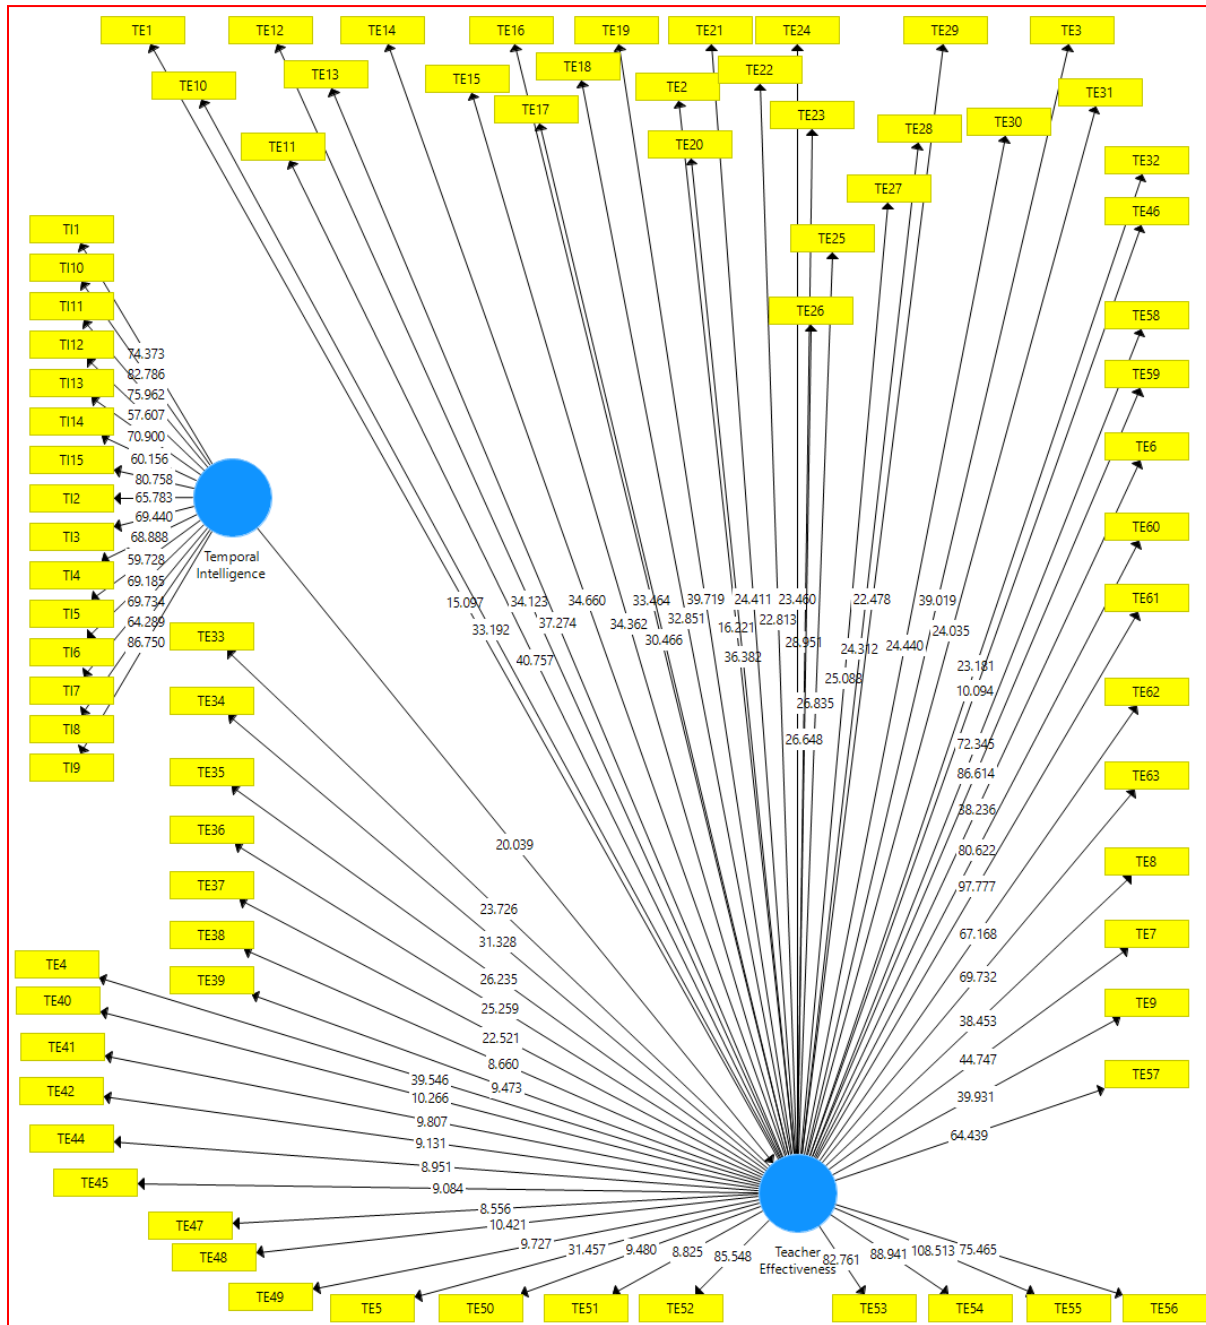 TE1
TE12
TE14
TE16
TE19
TE21
TE24
TE29
TE3
TE10
TE13
TE15
TE18
TE17
TE2
TE22
TE31
TE11
TE20
TE23
TE28
TE30
TE32
TE27
TE46
TE25
TE26
TE58
TE59
TE6
TE60
TE61
TE62
TE63
TE8
TE7
TE9
TE57
TI1
TI10
TI11
TI12
TI13
TI14
TI15
TI2
TI3
TI4
TI5
TI6
TI7
TI8
TI9
74.373
82.786
75.962
57.607
70.900
60.156
80.758
65.783
69.440
68.888
59.728
69.185
69.734
64.289
86.750
Temporal
Intelligence
15.097
33.192
34.123
37.274
40.757
34.660
34.362
33.464
30.466
39.719
32.851
24.411
16.221
36.382
23.460
22.813
28.951
26.835
26.648
22.478
24.312
25.088
39.019
24.035
24.440
23.181
10.094
72.345
86.614
38.236
80.622
97.777
67.168
69.732
38.453
44.747
39.931
64.439
20.039
TE33
TE34
TE35
TE36
TE37
TE38
TE39
TE4
TE40
TE41
TE42
TE44
TE45
TE47
TE48
TE49
TE5
TE50
TE51
TE52
TE53
TE54
TE55
TE56
23.726
31.328
26.235
25.259
22.521
8.660
9.473
39.546
10.266
9.807
9.131
8.951
9.084
8.556
10.421
9.727
31.457
9.480
8.825
85.548
82.761
88.941
108.513
75.465
Teacher
Effectiveness